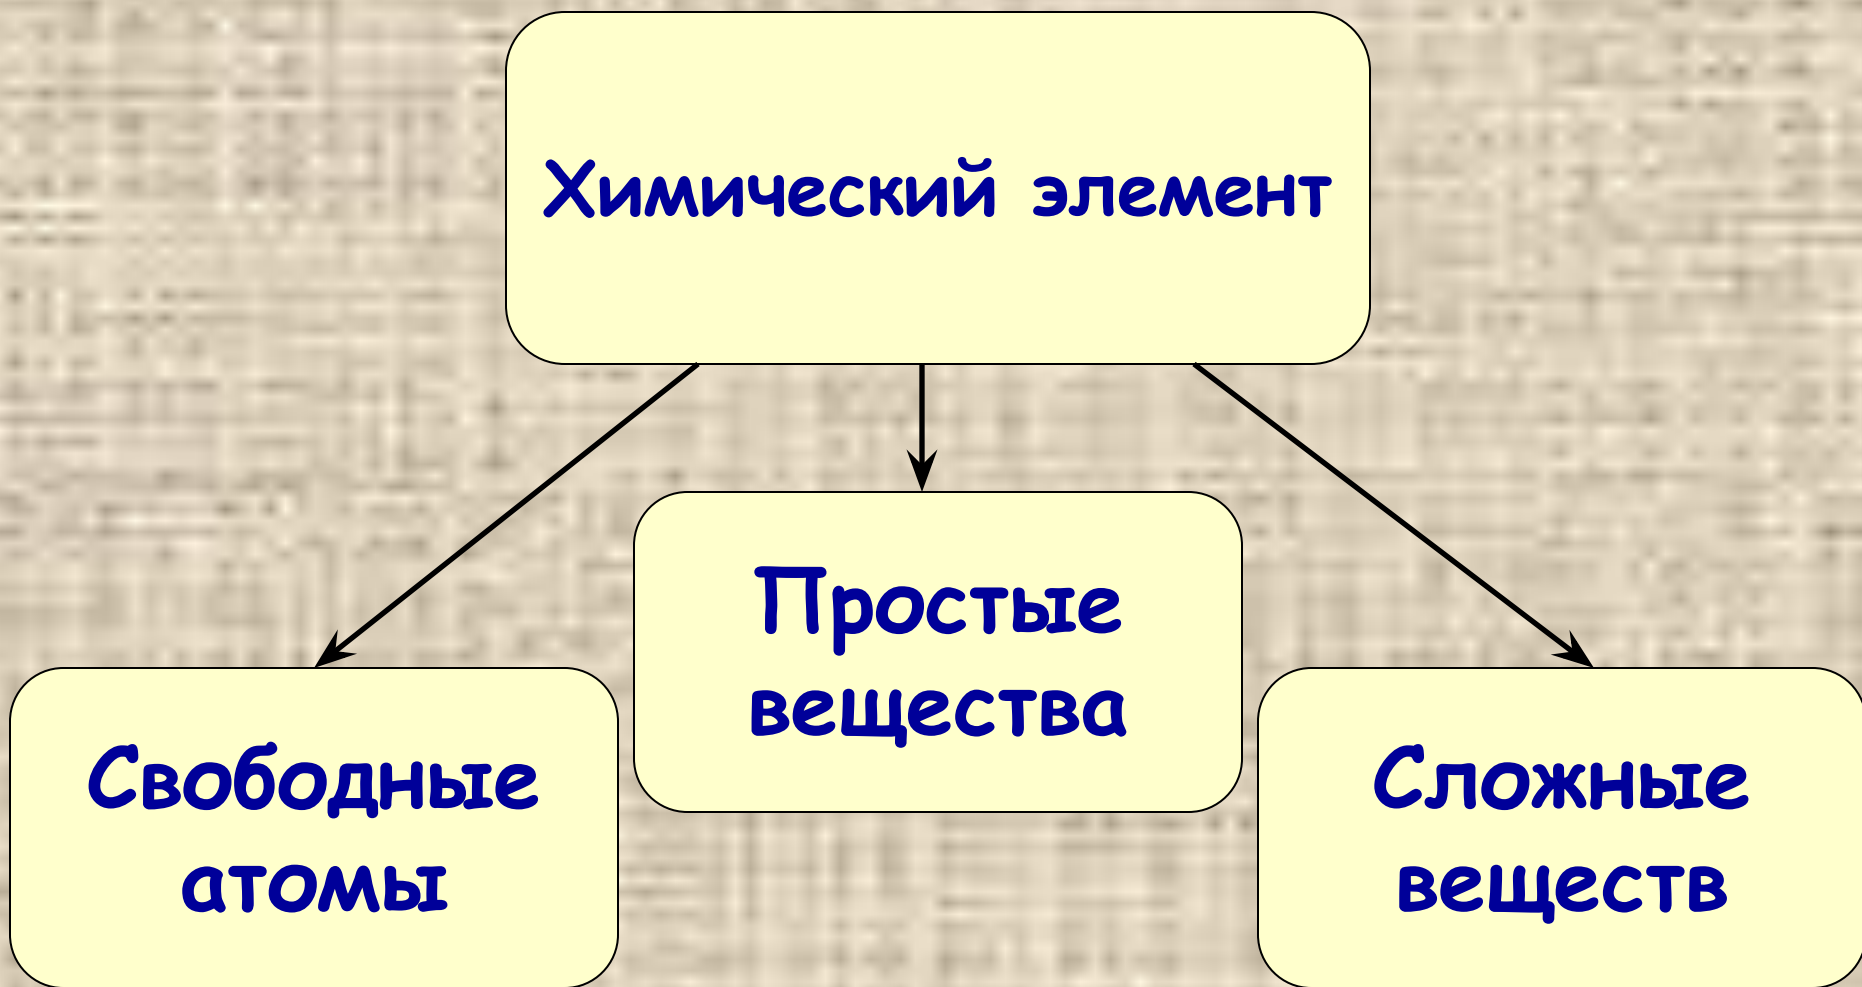 Химический элемент
Простые
вещества
Свободные
атомы
Сложные
веществ